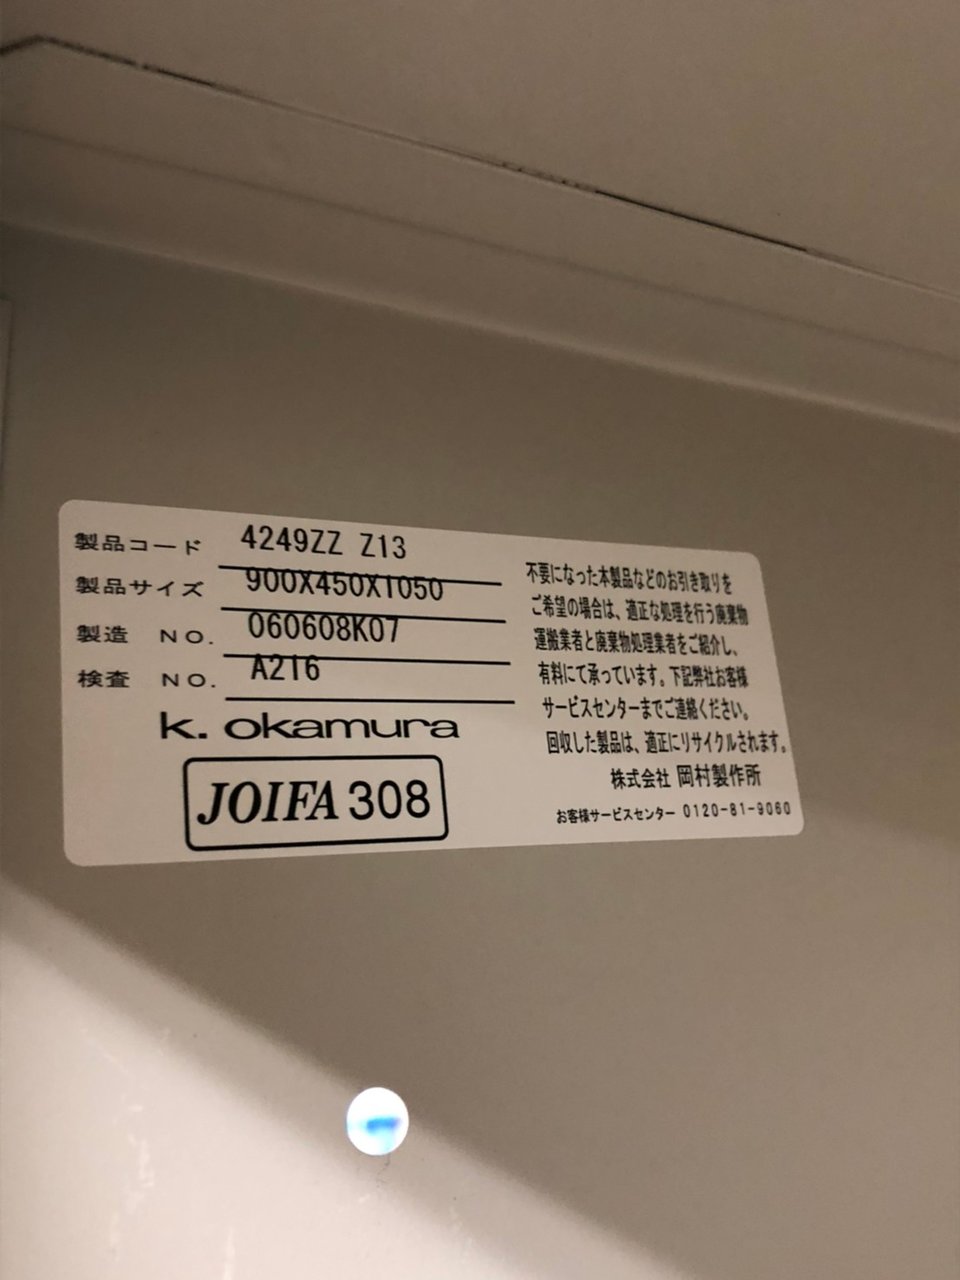 製品コード 4249ZZ Z13
製品サイズ 900X450X1050
製造 NO. 060608K07
検査 NO. A216
k. okamura
JOIFA 308
不要になった本製品などのお引き取りを
ご希望の場合は、適正な処理を行う廃棄物
運搬業者と廃棄物処理業者をご紹介し、
有料にて承っています。下記弊社お客様
サービスセンターまでご連絡ください。
回収した製品は、適正にリサイクルされます。
株式会社 岡村製作所
お客様サービスセンター 0120-81-9060